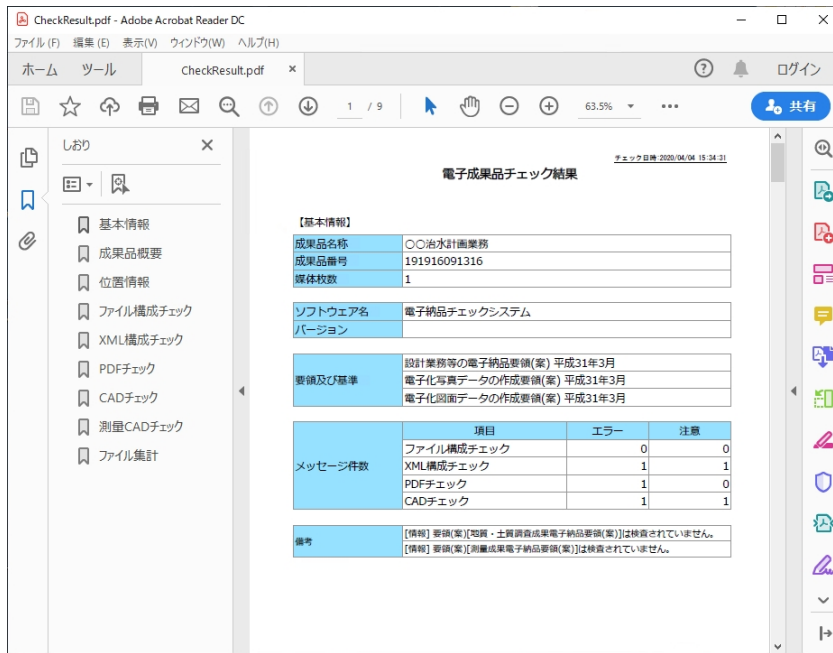 CheckResult.pdf - Adobe Acrobat Reader DC
ファイル(F) 編集(E) 表示(V) ウィンドウ(W) ヘルプ(H)
ホーム ツール CheckResult.pdf × ログイン
1 / 9 63.5% 共有
しおり
基本情報
成果品概要
位置情報
ファイル構成チェック
XML構成チェック
PDFチェック
CADチェック
測量CADチェック
ファイル集計
チェック日時:2020/04/04 15:34:31
電子成果品チェック結果
【基本情報】
成果品名称 〇〇治水計画業務
成果品番号 191916091316
媒体枚数 1
ソフトウェア名 電子納品チェックシステム
バージョン
要領及び基準
設計業務等の電子納品要領(案) 平成31年3月
電子化写真データの作成要領(案) 平成31年3月
電子化図面データの作成要領(案) 平成31年3月
メッセージ件数
項目 エラー 注意
ファイル構成チェック 0 0
XML構成チェック 1 1
PDFチェック 1 0
CADチェック 1 1
備考
[情報] 要領(案)[地質・土質調査成果電子納品要領(案)]は検査されていません。
[情報] 要領(案)[測量成果電子納品要領(案)]は検査されていません。